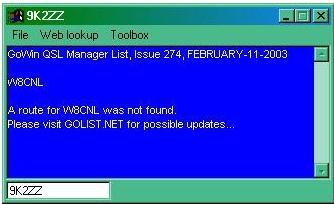 9K2ZZ
File Web lookup Toolbox
GoWin QSL Manager List, Issue 274, FEBRUARY-11-2003
W8CNL
A route for W8CNL was not found.
Please visit GOLIST.NET for possible updates...
9K2ZZ